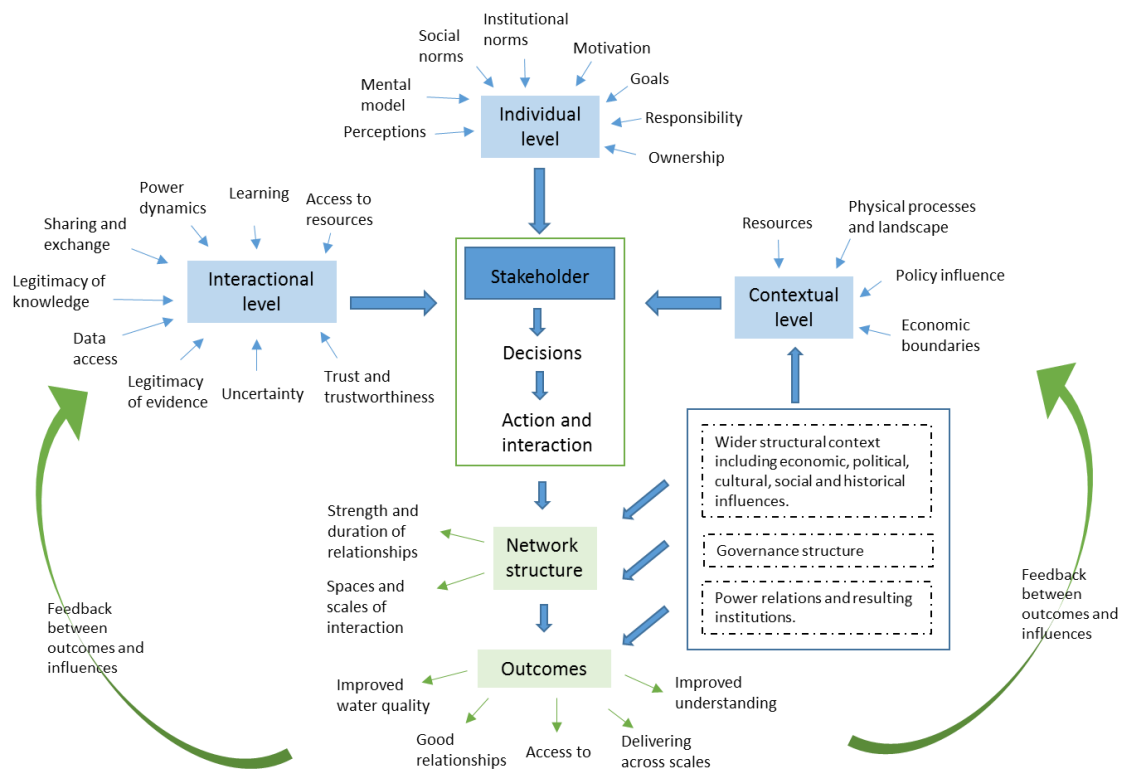 Institutional
norms
Social
norms
Motivation
Mental
model
Goals
Individual
level
Perceptions
Responsibility
Ownership
Power
dynamics
Learning
Access to
resources
Sharing and
exchange
Interactional
level
Legitimacy of
knowledge
Data
access
Legitimacy
of evidence
Uncertainty
Trust and
trustworthiness
Stakeholder
Decisions
Action and
interaction
Resources
Physical processes
and landscape
Policy influence
Contextual
level
Economic
boundaries
Wider structural context
including economic, political,
cultural, social and historical
influences.
Governance structure
Power relations and resulting
institutions.
Strength and
duration of
relationships
Network
structure
Spaces and
scales of
interaction
Outcomes
Improved
water quality
Good
relationships
Access to
Delivering
across scales
Improved
understanding
Feedback
between
outcomes and
influences
Feedback
between
outcomes and
influences